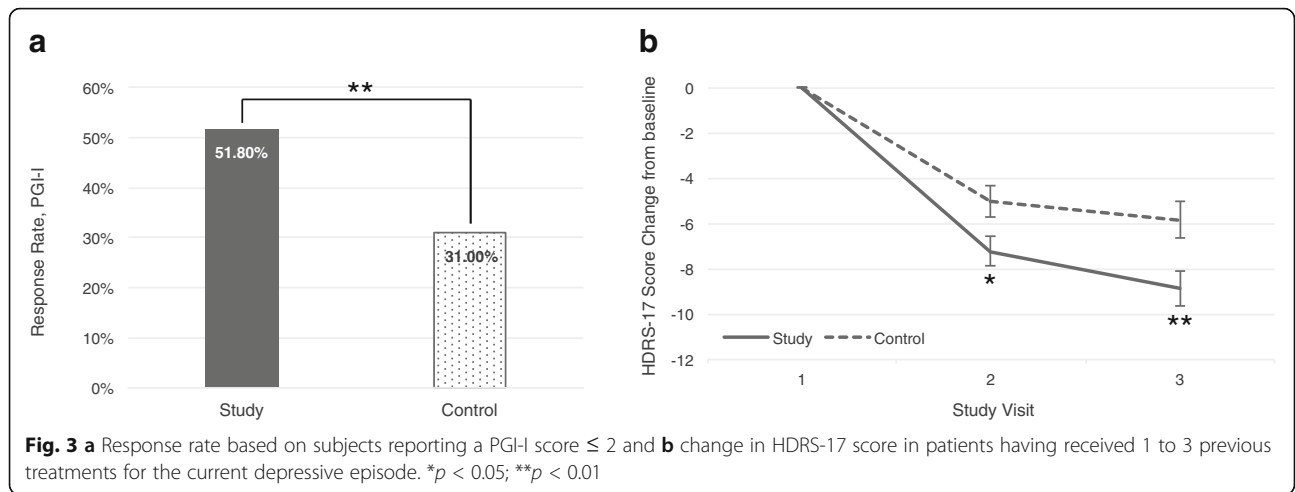 a
60%
50%
40%
30%
20%
10%
0%
Response Rate, PGI-I
**
51.80%
31.00%
Study
Control
b
0
-2
-4
-6
-8
-10
-12
HDRS-17 Score Change from baseline
*
**
Study
Control
1
2
3
Study Visit
Fig. 3 a Response rate based on subjects reporting a PGI-I score ≤ 2 and b change in HDRS-17 score in patients having received 1 to 3 previous
treatments for the current depressive episode. *p < 0.05; **p < 0.01